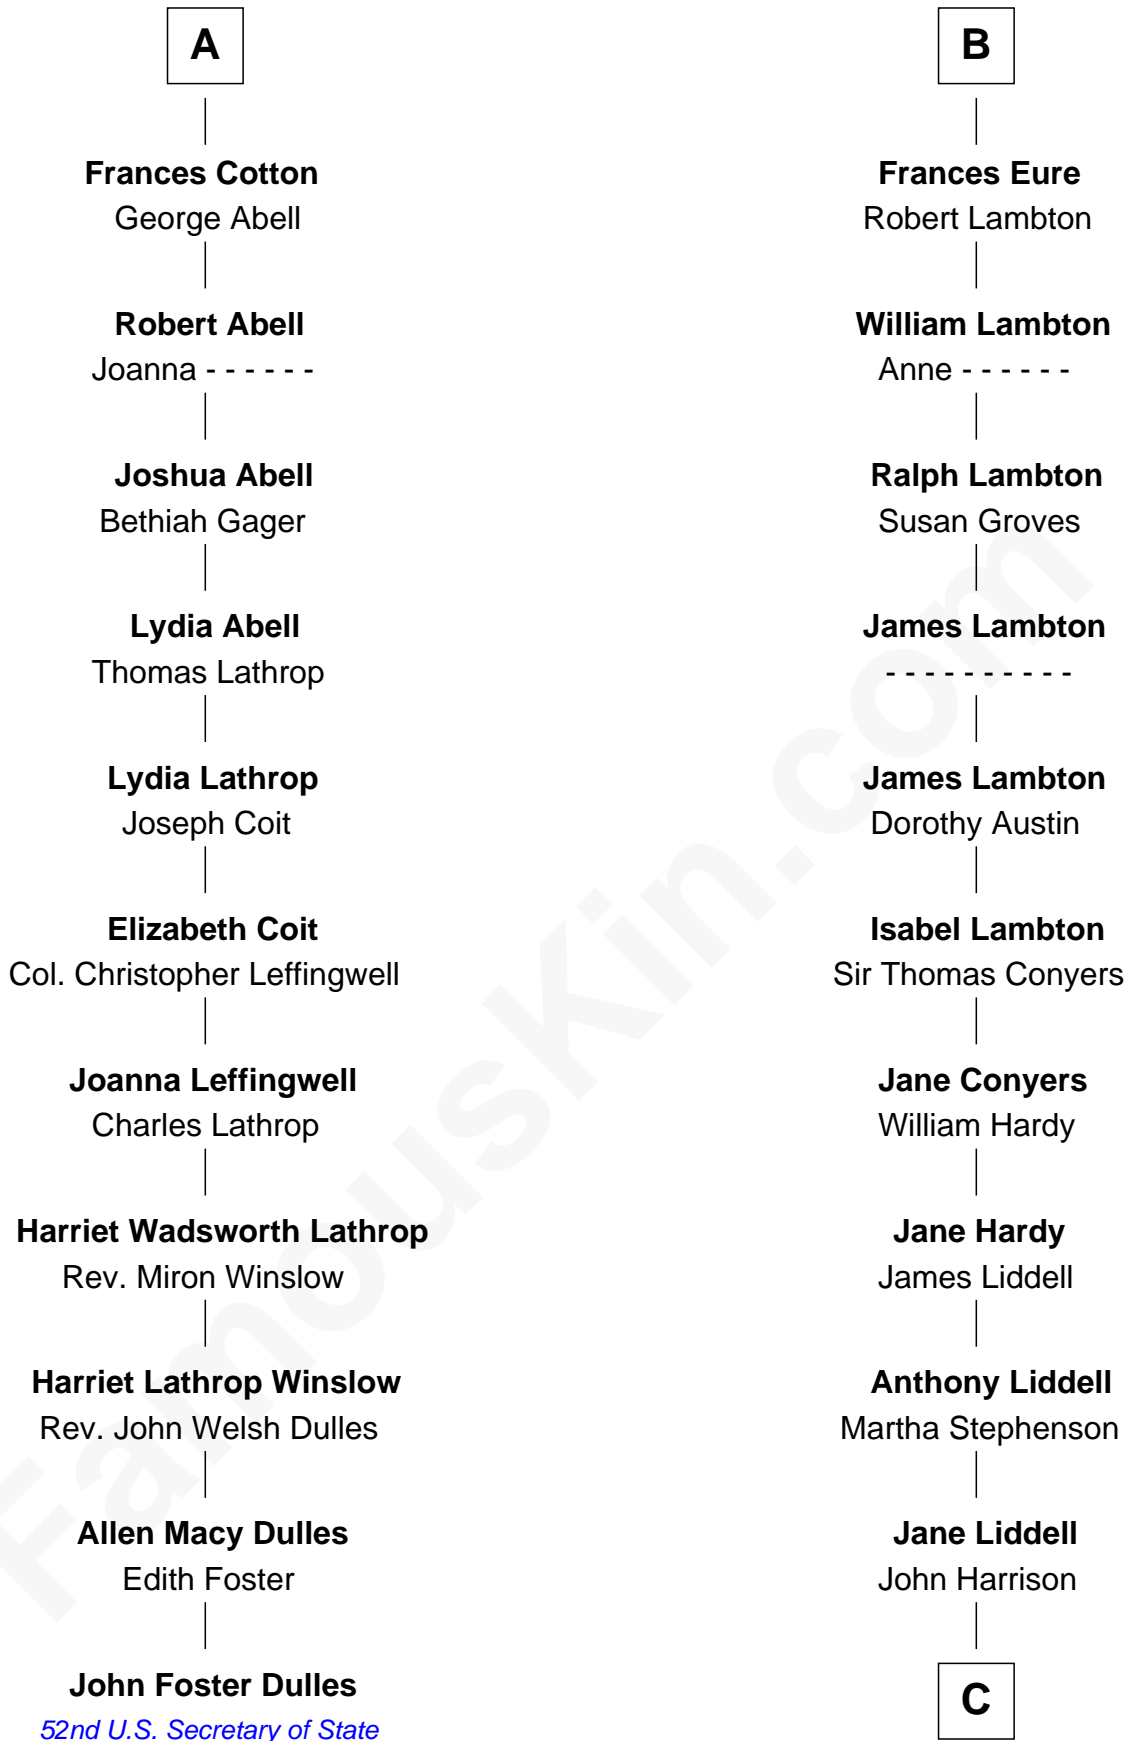 A
Frances Cotton
George Abell
Robert Abell
Joanna - - - - - -
Joshua Abell
Bethiah Gager
Lydia Abell
Thomas Lathrop
Lydia Lathrop
Joseph Coit
Elizabeth Coit
Col. Christopher Leffingwell
Joanna Leffingwell
Charles Lathrop
Harriet Wadsworth Lathrop
Rev. Miron Winslow
Harriet Lathrop Winslow
Rev. John Welsh Dulles
Allen Macy Dulles
Edith Foster
John Foster Dulles
52nd U.S. Secretary of State
B
Frances Eure
Robert Lambton
William Lambton
Anne - - - - - -
Ralph Lambton
Susan Groves
James Lambton
- - - - - - - - - -
James Lambton
Dorothy Austin
Isabel Lambton
Sir Thomas Conyers
Jane Conyers
William Hardy
Jane Hardy
James Liddell
Anthony Liddell
Martha Stephenson
Jane Liddell
John Harrison
C
FamousKin.com